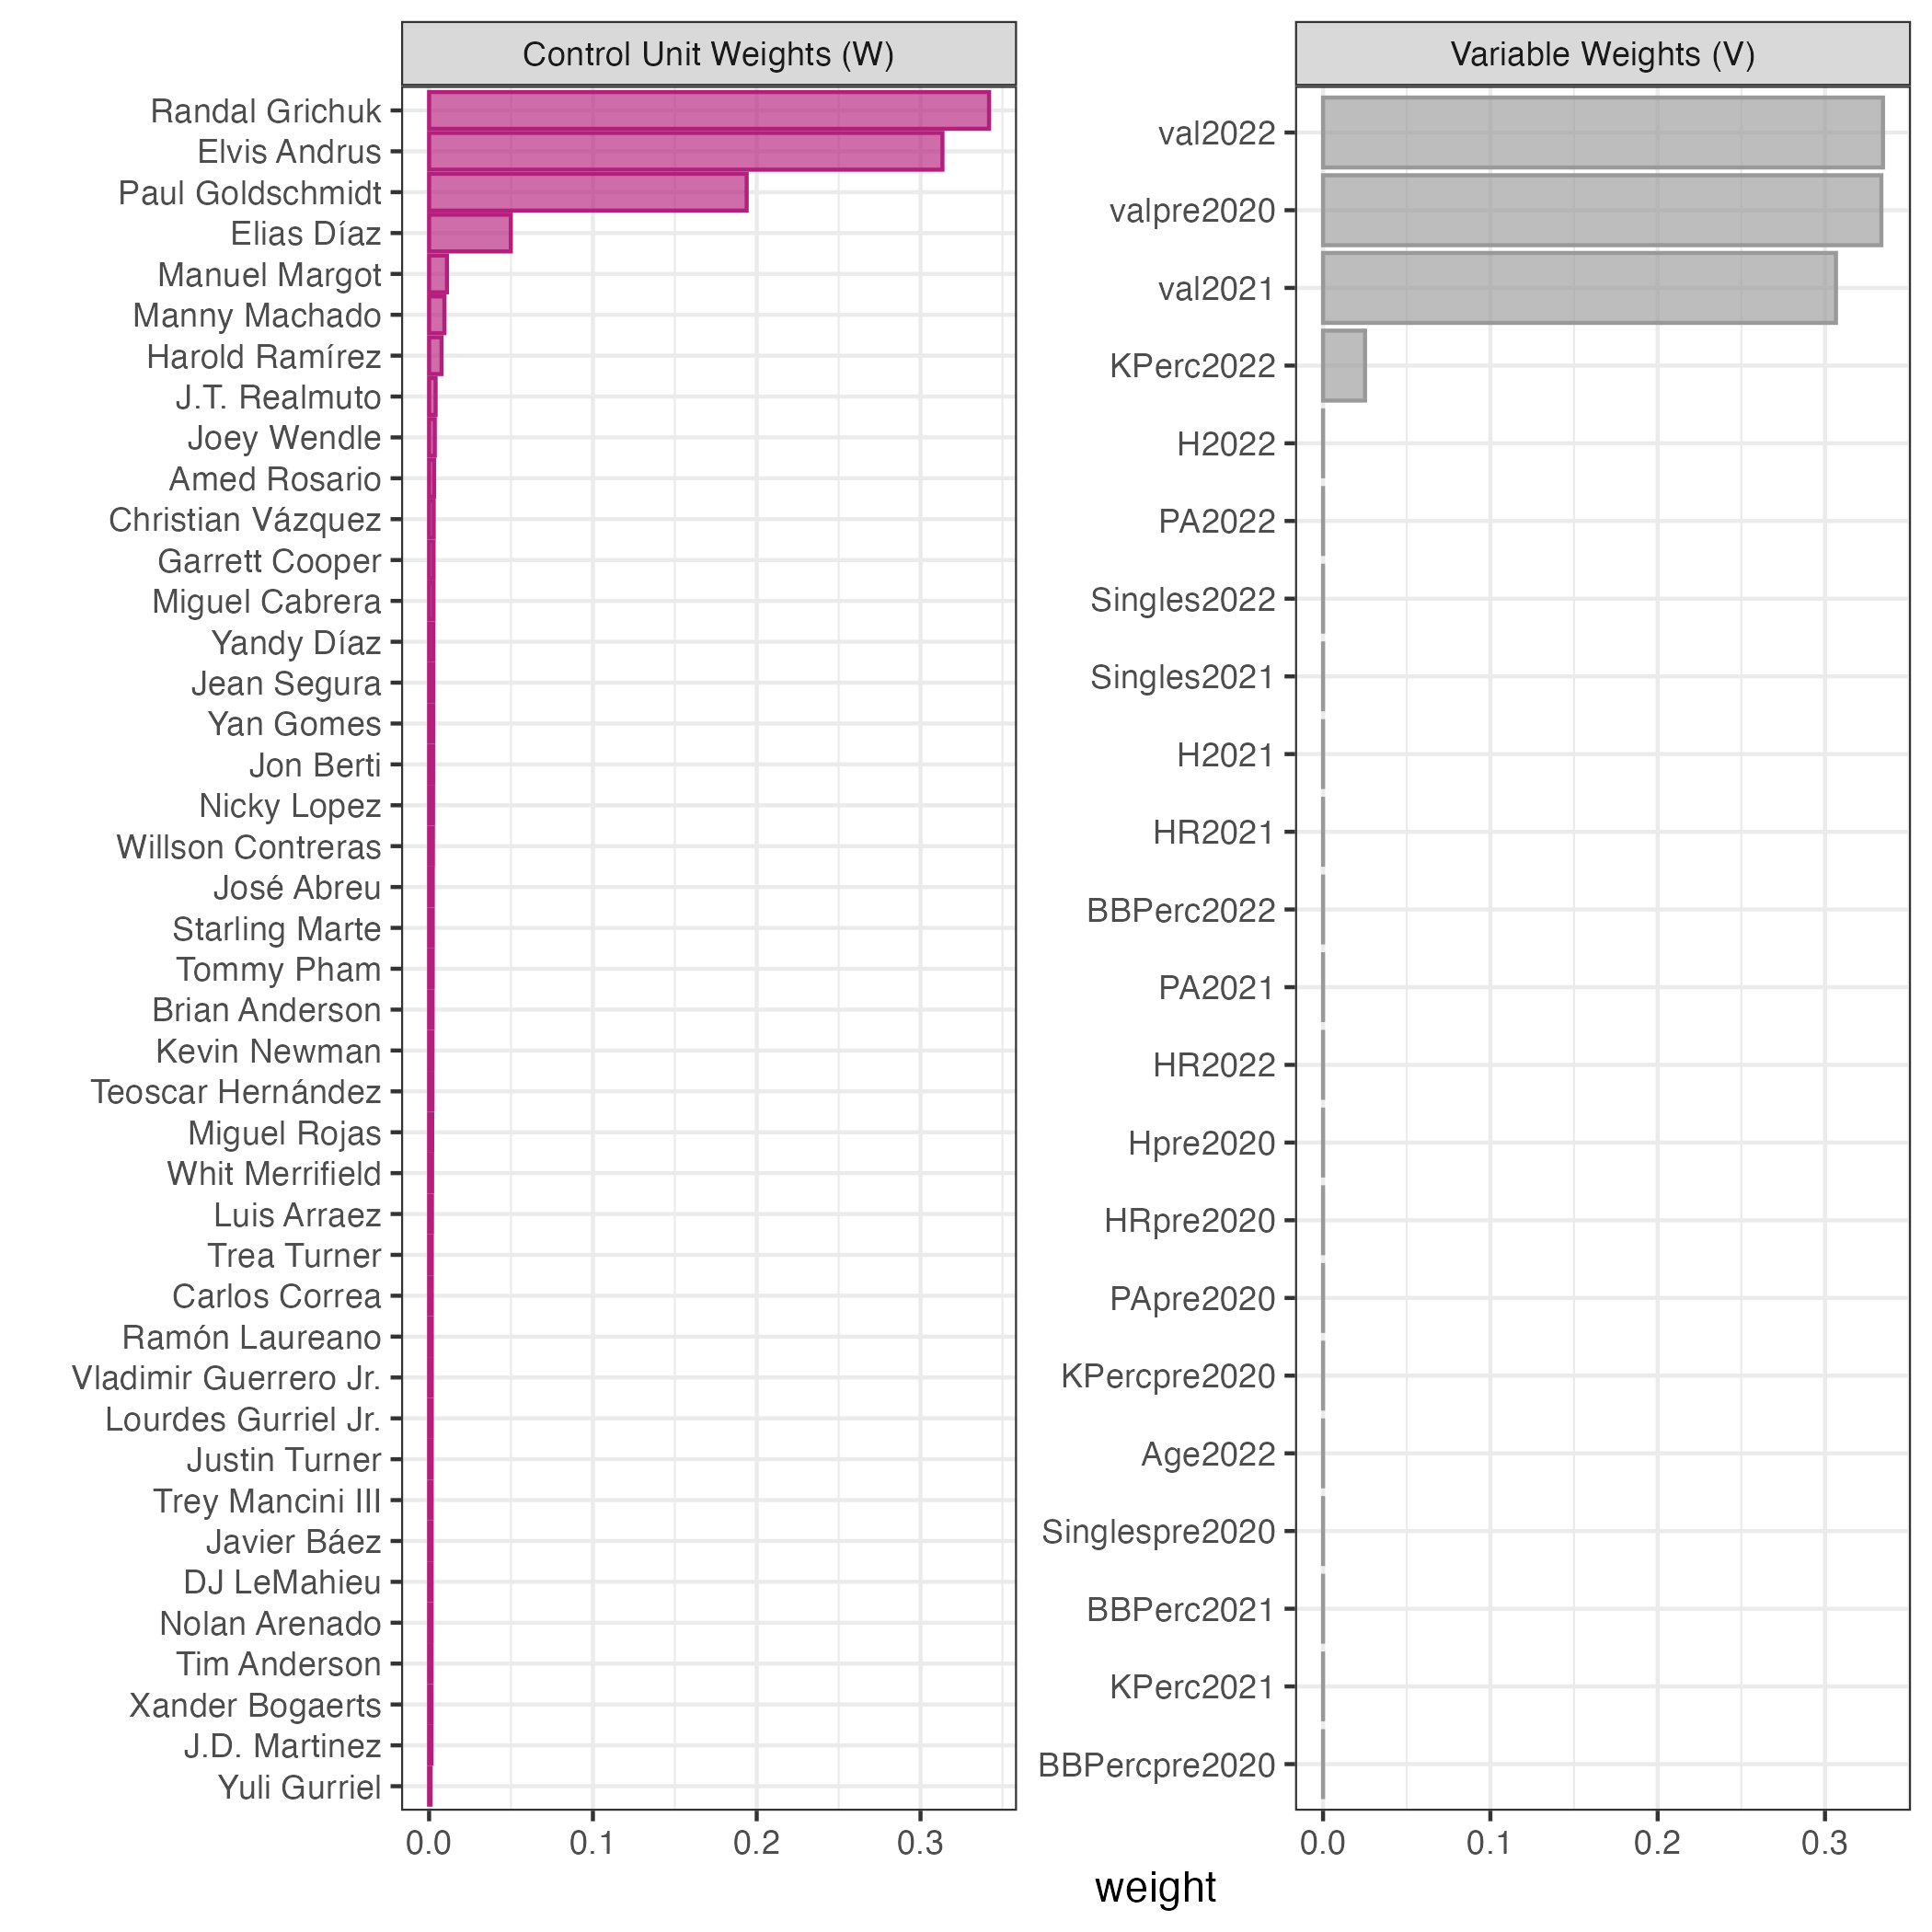 Control Unit Weights (W)
Randal Grichuk
Elvis Andrus
Paul Goldschmidt
Elias Díaz
Manuel Margot
Manny Machado
Harold Ramírez
J.T. Realmuto
Joey Wendle
Amed Rosario
Christian Vázquez
Garrett Cooper
Miguel Cabrera
Yandy Díaz
Jean Segura
Yan Gomes
Jon Berti
Nicky Lopez
Willson Contreras
José Abreu
Starling Marte
Tommy Pham
Brian Anderson
Kevin Newman
Teoscar Hernández
Miguel Rojas
Whit Merrifield
Luis Arraez
Trea Turner
Carlos Correa
Ramón Laureano
Vladimir Guerrero Jr.
Lourdes Gurriel Jr.
Justin Turner
Trey Mancini III
Javier Báez
DJ LeMahieu
Nolan Arenado
Tim Anderson
Xander Bogaerts
J.D. Martinez
Yuli Gurriel
0.0 0.1 0.2 0.3
Variable Weights (V)
val2022
valpre2020
val2021
KPerc2022
H2022
PA2022
Singles2022
Singles2021
H2021
HR2021
BBPerc2022
PA2021
HR2022
Hpre2020
HRpre2020
PApre2020
KPercpre2020
Age2022
Singlespre2020
BBPerc2021
KPerc2021
BBPercpre2020
0.0 0.1 0.2 0.3
weight